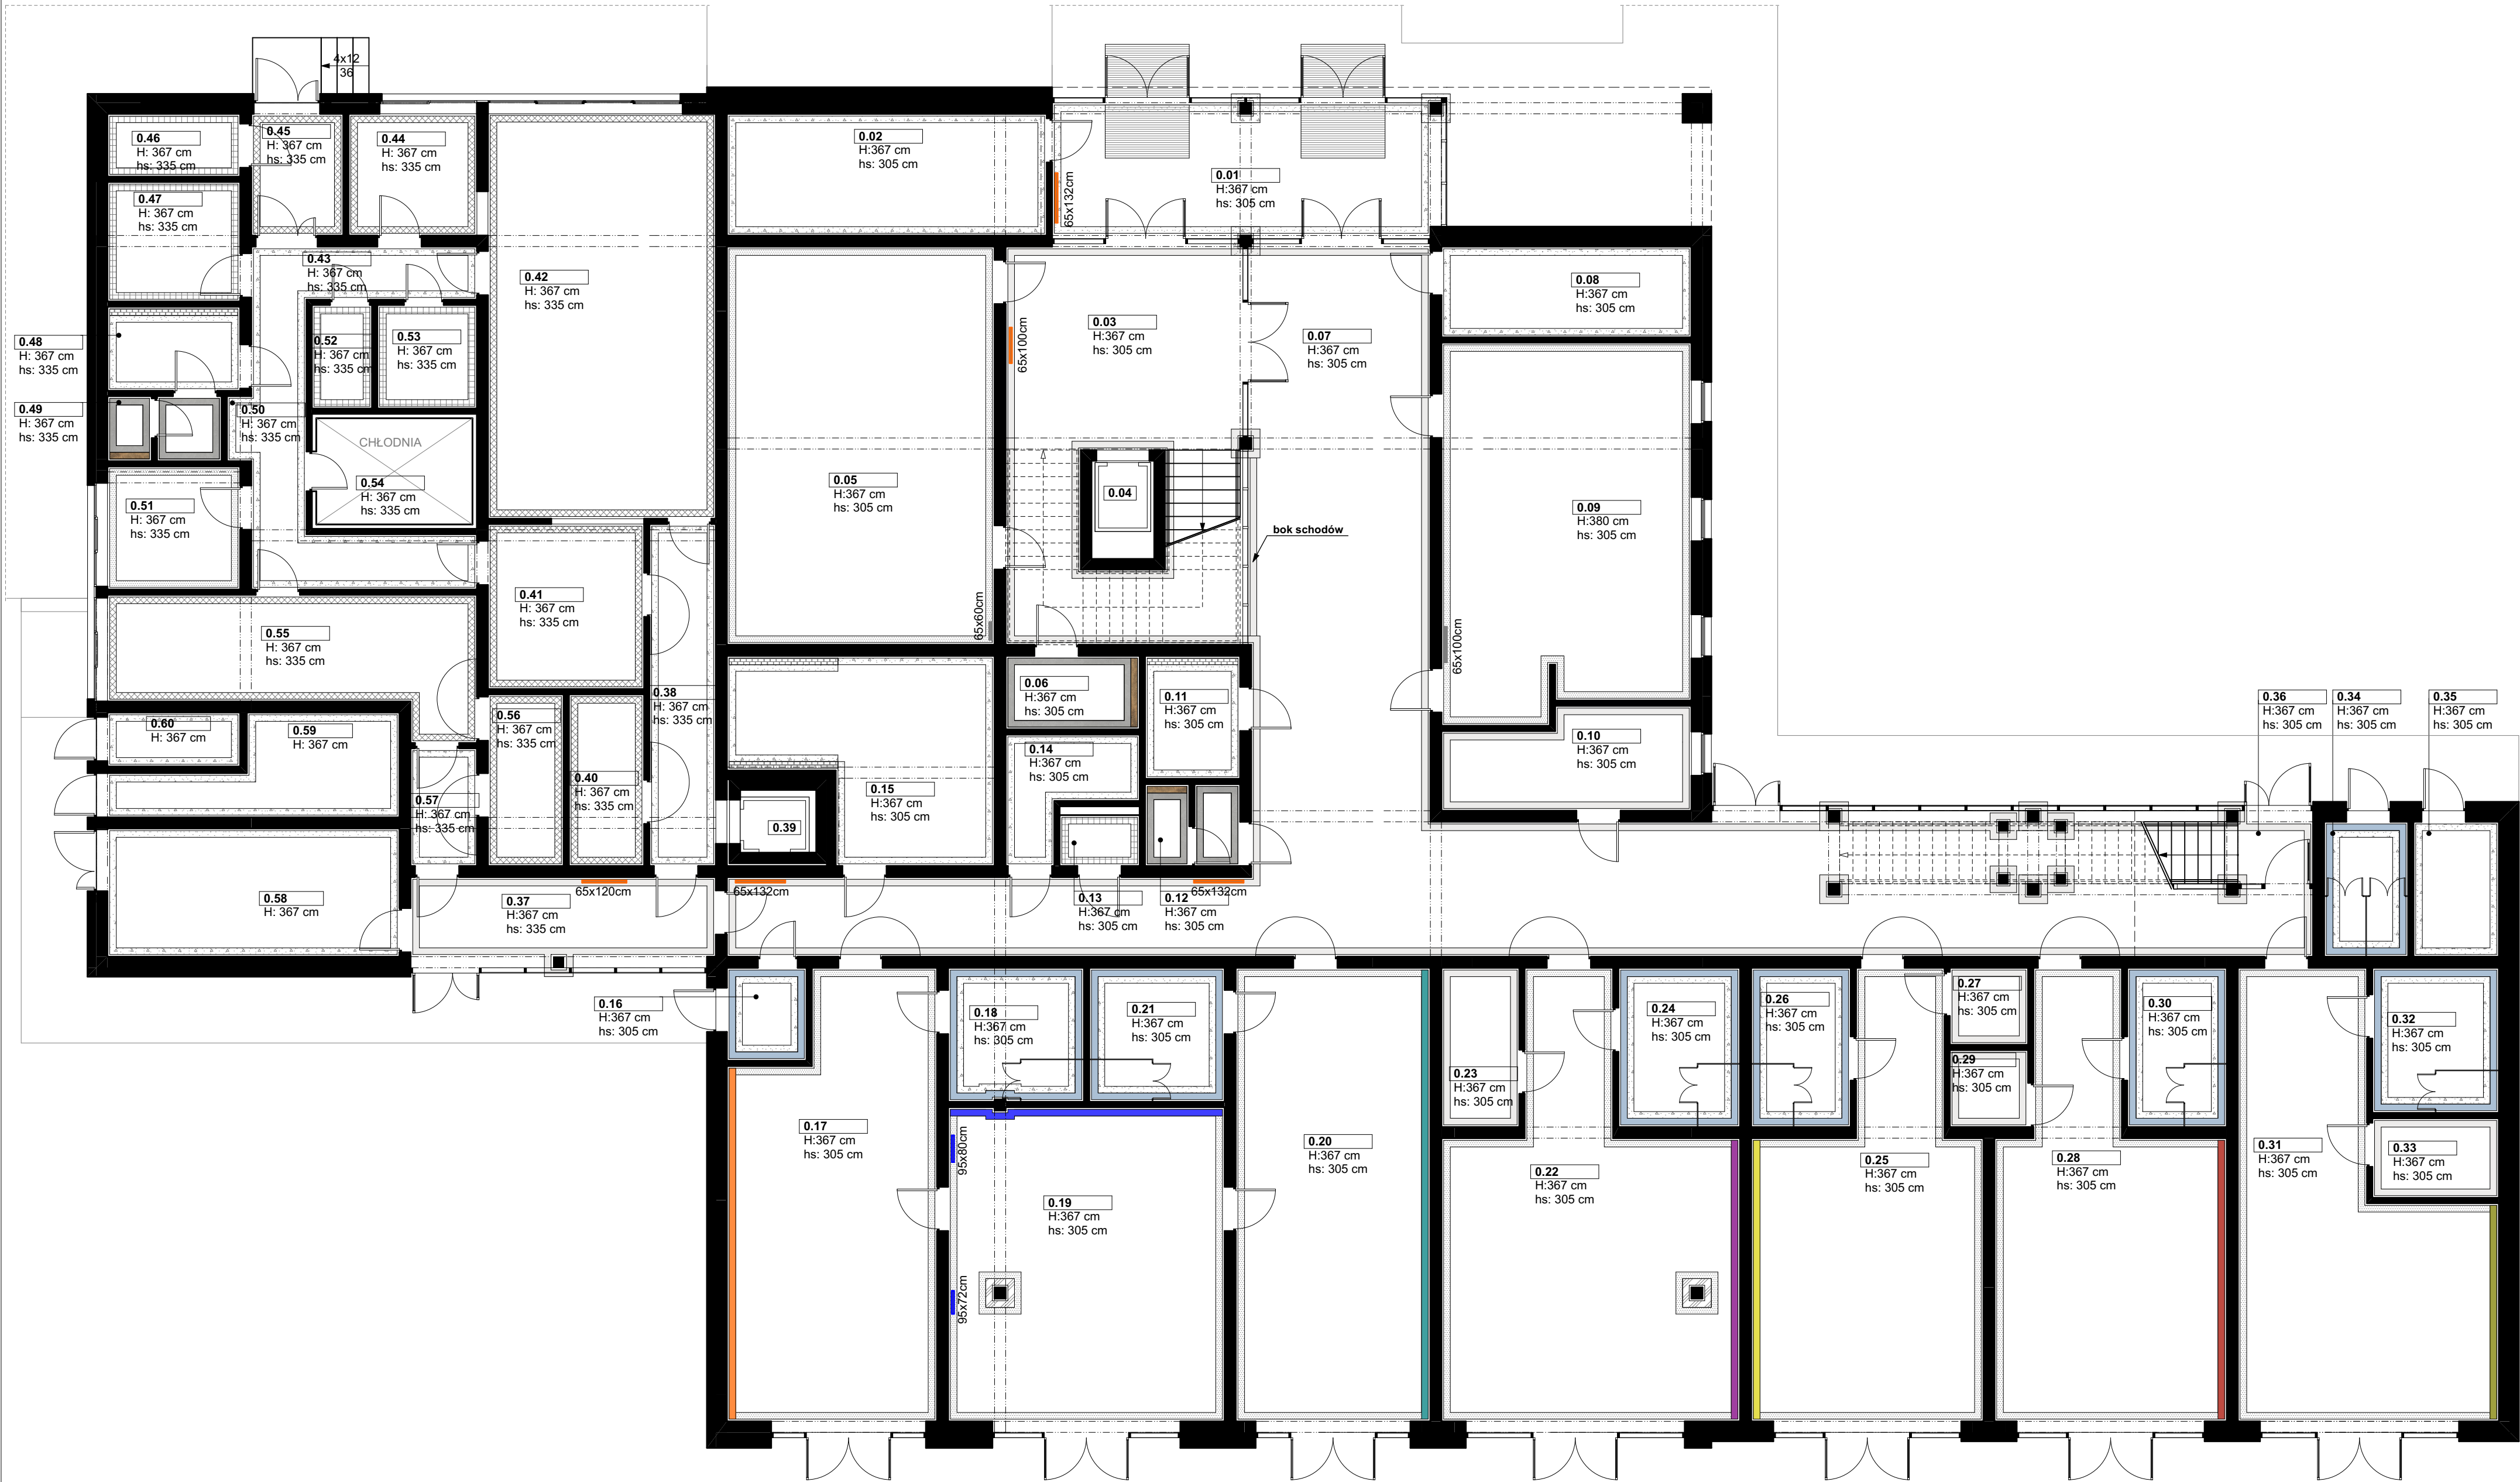 4x12
36
0.46
H: 367 cm
hs: 335 cm
0.45
H: 367 cm
hs: 335 cm
0.44
H: 367 cm
hs: 335 cm
0.02
H:367 cm
hs: 305 cm
0.01
H:367 cm
hs: 305 cm
65x132cm
0.47
H: 367 cm
hs: 335 cm
0.43
H: 367 cm
hs: 335 cm
0.42
H: 367 cm
hs: 335 cm
0.08
H:367 cm
hs: 305 cm
0.48
H: 367 cm
hs: 335 cm
0.52
H: 367 cm
hs: 335 cm
0.53
H: 367 cm
hs: 335 cm
65x100cm
0.03
H:367 cm
hs: 305 cm
0.07
H:367 cm
hs: 305 cm
0.49
H: 367 cm
hs: 335 cm
0.50
H: 367 cm
hs: 335 cm
CHŁODNIA
0.54
H: 367 cm
hs: 335 cm
0.05
H:367 cm
hs: 305 cm
0.04
0.51
H: 367 cm
hs: 335 cm
0.09
H:380 cm
hs: 305 cm
bok schodów
0.41
H: 367 cm
hs: 335 cm
65x60cm
65x100cm
0.55
H: 367 cm
hs: 335 cm
0.38
H: 367 cm
hs: 335 cm
0.06
H:367 cm
hs: 305 cm
0.11
H:367 cm
hs: 305 cm
0.36
H:367 cm
hs: 305 cm
0.34
H:367 cm
hs: 305 cm
0.35
H:367 cm
hs: 305 cm
0.60
H: 367 cm
0.59
H: 367 cm
0.56
H: 367 cm
hs: 335 cm
0.14
H:367 cm
hs: 305 cm
0.10
H:367 cm
hs: 305 cm
0.57
H: 367 cm
hs: 335 cm
0.40
H: 367 cm
hs: 335 cm
0.39
0.15
H:367 cm
hs: 305 cm
0.58
H: 367 cm
65x120cm
65x132cm
65x132cm
0.37
H:367 cm
hs: 335 cm
0.13
H:367 cm
hs: 305 cm
0.12
H:367 cm
hs: 305 cm
0.16
H:367 cm
hs: 305 cm
0.18
H:367 cm
hs: 305 cm
0.21
H:367 cm
hs: 305 cm
0.24
H:367 cm
hs: 305 cm
0.26
H:367 cm
hs: 305 cm
0.27
H:367 cm
hs: 305 cm
0.30
H:367 cm
hs: 305 cm
0.32
H:367 cm
hs: 305 cm
0.23
H:367 cm
hs: 305 cm
0.29
H:367 cm
hs: 305 cm
0.17
H:367 cm
hs: 305 cm
95x80cm
0.20
H:367 cm
hs: 305 cm
0.22
H:367 cm
hs: 305 cm
0.25
H:367 cm
hs: 305 cm
0.28
H:367 cm
hs: 305 cm
0.31
H:367 cm
hs: 305 cm
0.33
H:367 cm
hs: 305 cm
0.19
H:367 cm
hs: 305 cm
95x72cm